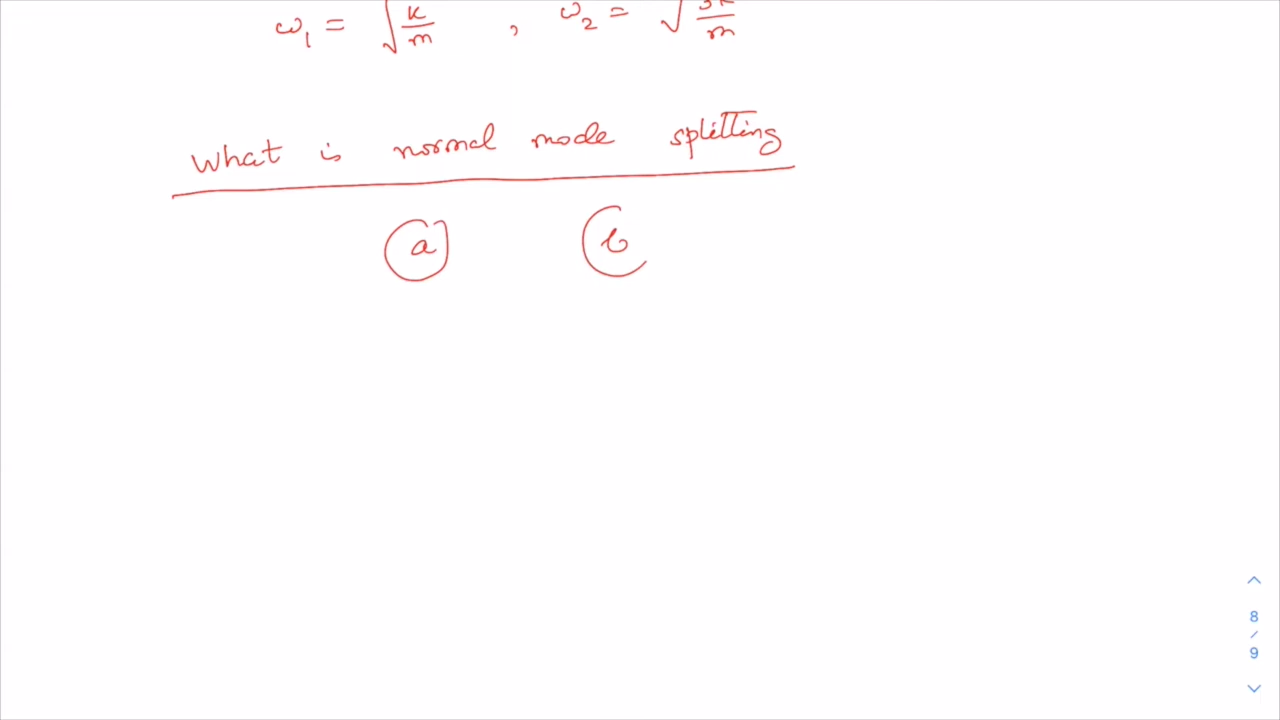 ω₁ = √(k/m) , ω₂ = √(3k/m)
What is normal mode splitting
a b
8
/
9